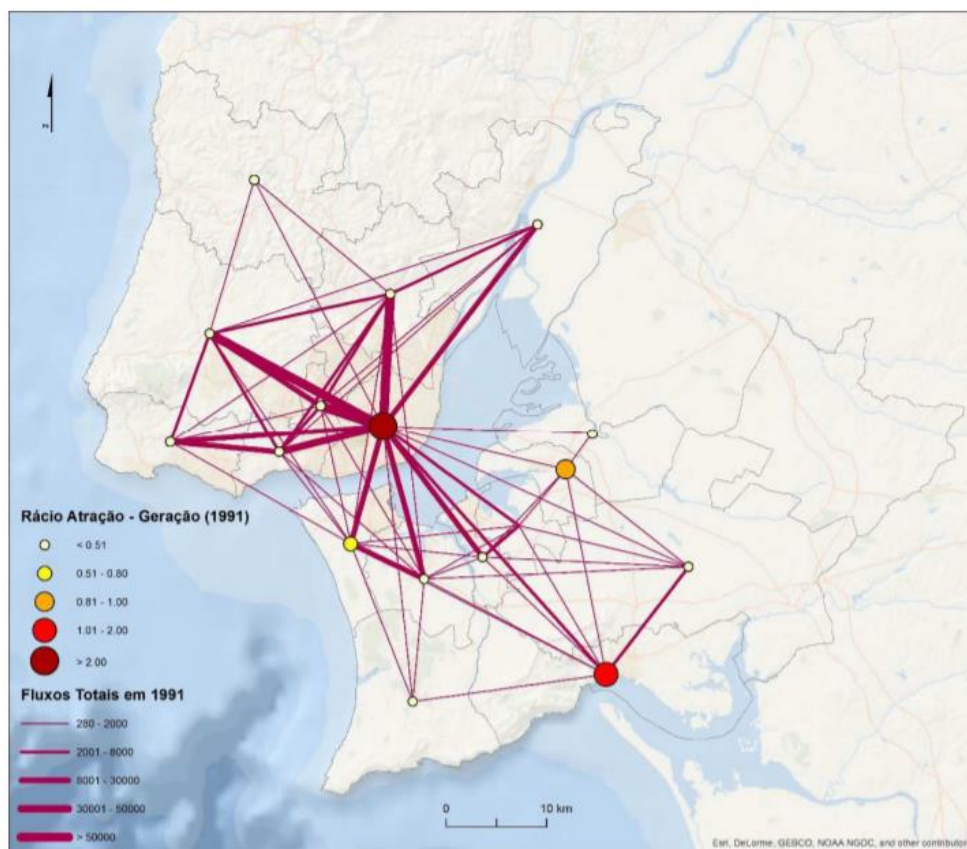 Z
Rácio Atração - Geração (1991)
< 0.51
0.51 - 0.80
0.81 - 1.00
1.01 - 2.00
> 2.00
Fluxos Totais em 1991
280 - 2000
2001 - 8000
8001 - 30000
30001 - 50000
> 50000
0 10 km
Esri, DeLorme, GEBCO, NOAA NGDC, and other contributor